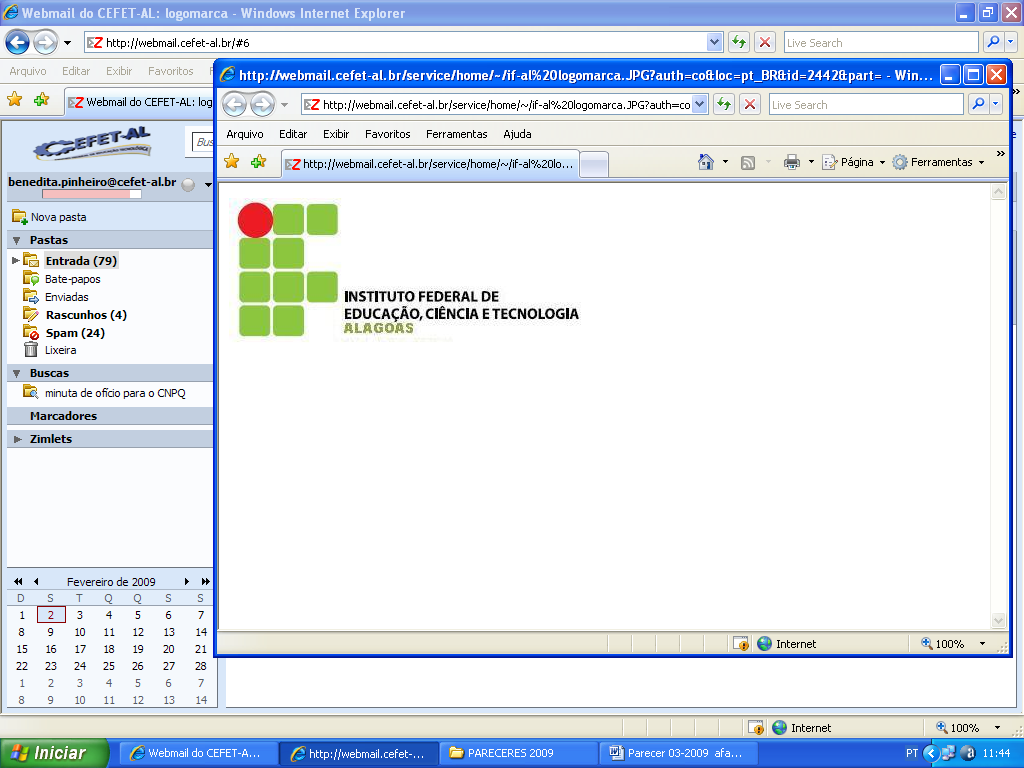 Webmail do CEFET-AL: logomarca - Windows Internet Explorer
http://webmail.cefet-al.br/#6
Live Search
Arquivo Editar Exibir Favoritos
Webmail do CEFET-AL: log
CEFET-AL
Bus
benedita.pinheiro@cefet-al.br
Nova pasta
Pastas
Entrada (79)
Bate-papos
Enviadas
Rascunhos (4)
Spam (24)
Lixeira
Buscas
minuta de ofício para o CNPQ
Marcadores
Zimlets
Fevereiro de 2009
D S T Q Q S S
1 2 3 4 5 6 7
8 9 10 11 12 13 14
15 16 17 18 19 20 21
22 23 24 25 26 27 28
1 2 3 4 5 6 7
8 9 10 11 12 13 14
http://webmail.cefet-al.br/service/home/~/if-al%20logomarca.JPG?auth=co&loc=pt_BR&id=2442&part= - Win...
http://webmail.cefet-al.br/service/home/~/if-al%20logomarca.JPG?auth=co
Live Search
Arquivo Editar Exibir Favoritos Ferramentas Ajuda
http://webmail.cefet-al.br/service/home/~/if-al%20lo...
Página Ferramentas
INSTITUTO FEDERAL DE
EDUCAÇÃO, CIÊNCIA E TECNOLOGIA
ALAGOAS
Internet 100%
Internet 100%
Iniciar
Webmail do CEFET-A...
http://webmail.cefet-...
PARECERES 2009
Parecer 03-2009 afa...
PT
11:44